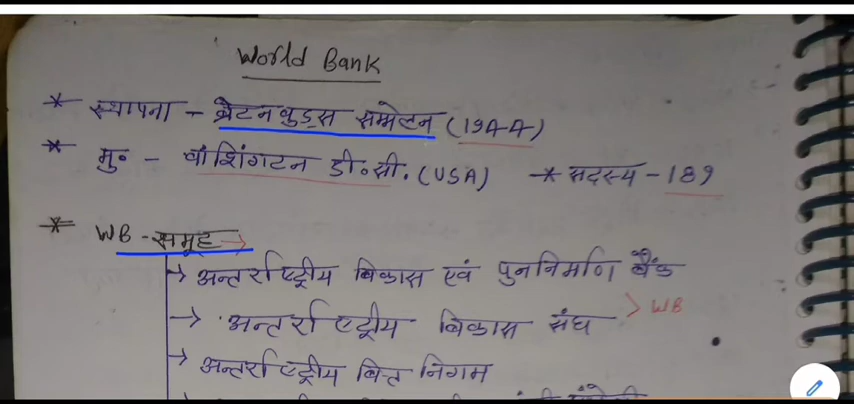 World Bank
* स्थापना - ब्रेटनवुड्स सम्मेलन (1944)
* मु० - वाशिंगटन डी०सी. (USA) * सदस्य - 189
* WB - समूह →
→ अन्तर्राष्ट्रीय विकास एवं पुनर्निर्माण बैंक
→ अन्तर्राष्ट्रीय विकास संघ > WB
→ अन्तर्राष्ट्रीय वित्त निगम